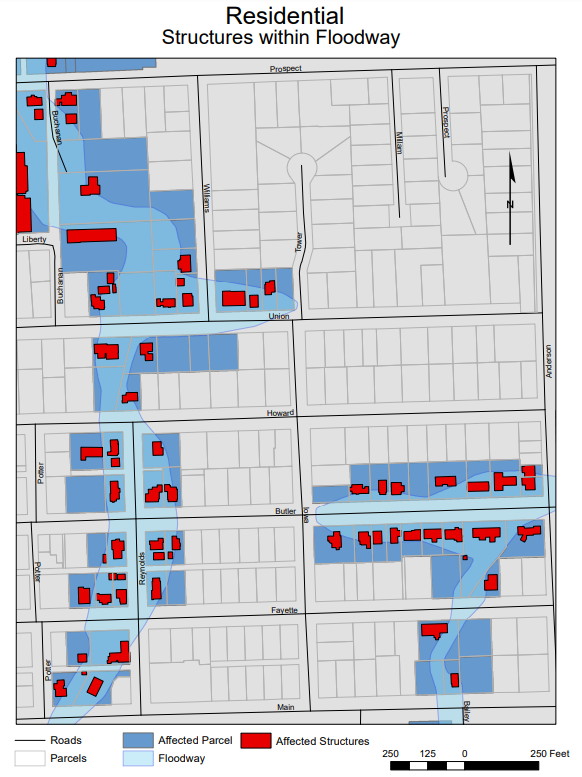 Residential
Structures within Floodway
Prospect
Buchanan
Williams
Miliam
Prospect
N
Tower
Liberty
Buchanan
Union
Anderson
Howard
Potter
Butler
Iowa
Potter
Reynolds
Fayette
Potter
Main
Bailey
Roads
Affected Parcel
Affected Structures
Parcels
Floodway
250 125 0 250 Feet